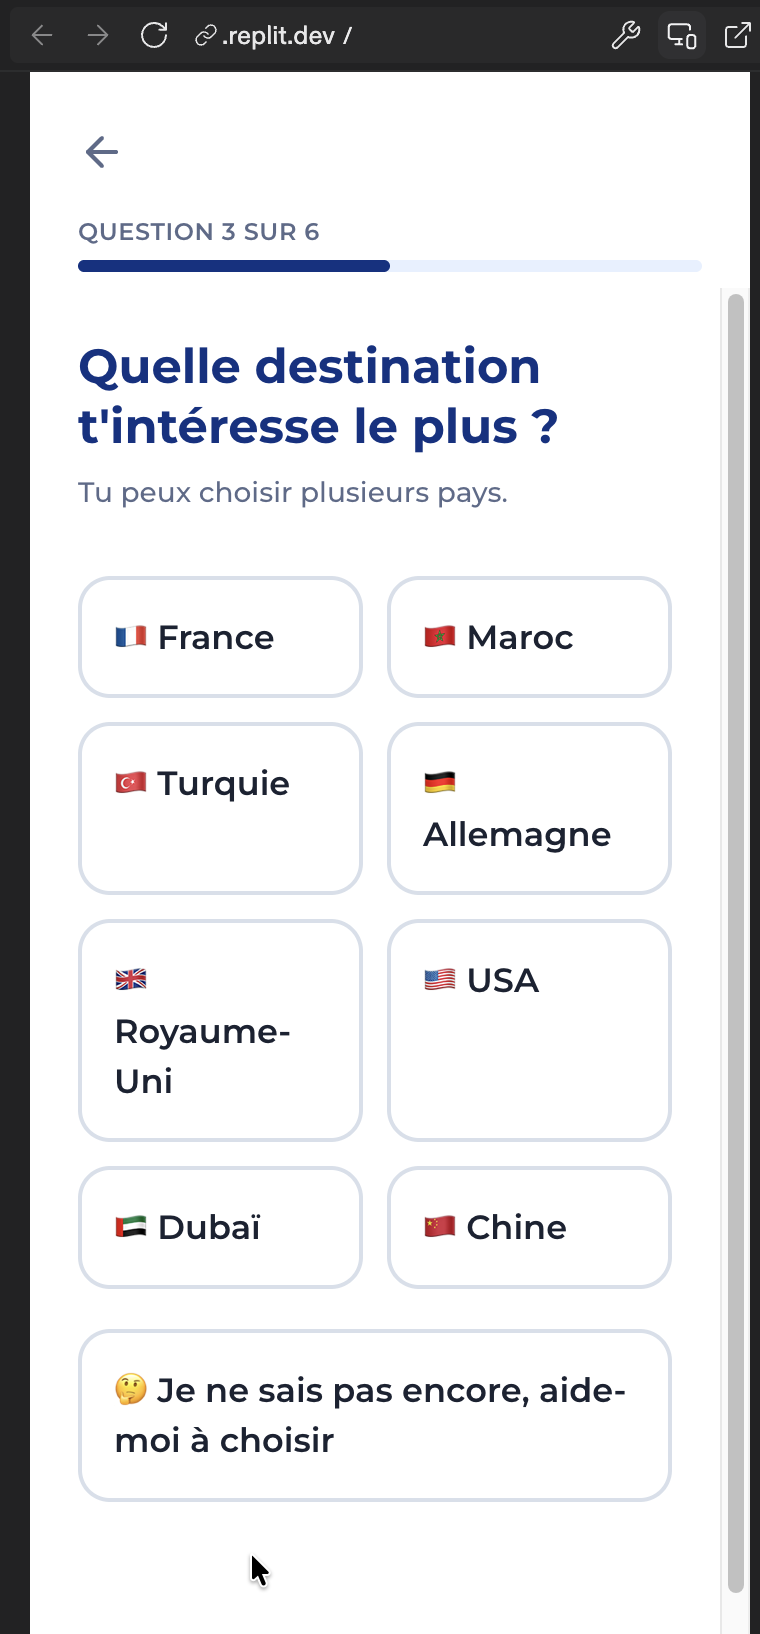 .replit.dev /
QUESTION 3 SUR 6
Quelle destination
t'intéresse le plus ?
Tu peux choisir plusieurs pays.
🇫🇷 France
🇲🇦 Maroc
🇹🇷 Turquie
🇩🇪
Allemagne
🇬🇧
Royaume-
Uni
🇺🇸 USA
🇦🇪 Dubaï
🇨🇳 Chine
🤔 Je ne sais pas encore, aide-
moi à choisir